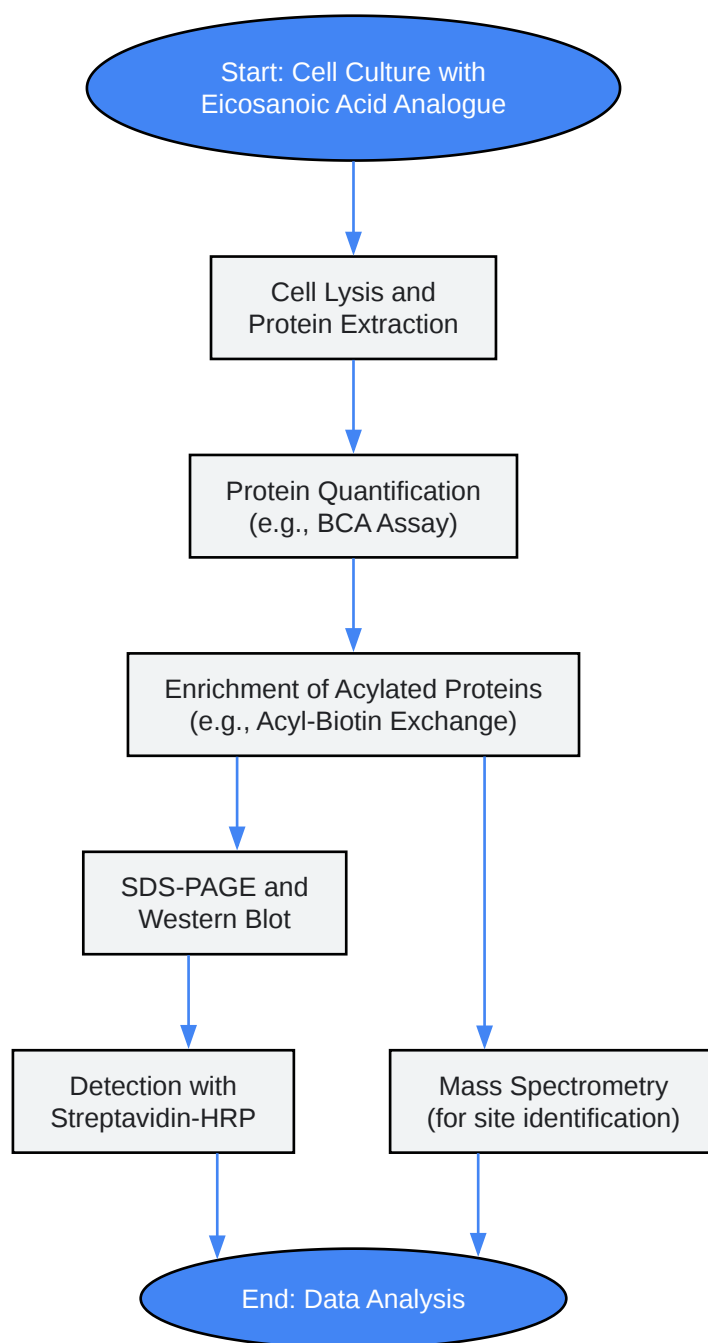 Start: Cell Culture with
Eicosanoic Acid Analogue
Cell Lysis and
Protein Extraction
Protein Quantification
(e.g., BCA Assay)
Enrichment of Acylated Proteins
(e.g., Acyl-Biotin Exchange)
SDS-PAGE and
Western Blot
Detection with
Streptavidin-HRP
Mass Spectrometry
(for site identification)
End: Data Analysis